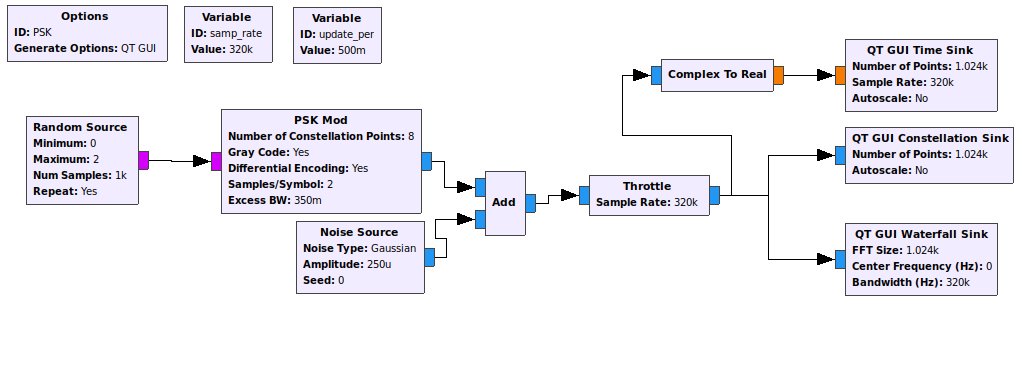 Options
ID: PSK
Generate Options: QT GUI
Variable
ID: samp_rate
Value: 320k
Variable
ID: update_per
Value: 500m
Random Source
Minimum: 0
Maximum: 2
Num Samples: 1k
Repeat: Yes
PSK Mod
Number of Constellation Points: 8
Gray Code: Yes
Differential Encoding: Yes
Samples/Symbol: 2
Excess BW: 350m
Noise Source
Noise Type: Gaussian
Amplitude: 250u
Seed: 0
Add
Throttle
Sample Rate: 320k
Complex To Real
QT GUI Time Sink
Number of Points: 1.024k
Sample Rate: 320k
Autoscale: No
QT GUI Constellation Sink
Number of Points: 1.024k
Autoscale: No
QT GUI Waterfall Sink
FFT Size: 1.024k
Center Frequency (Hz): 0
Bandwidth (Hz): 320k